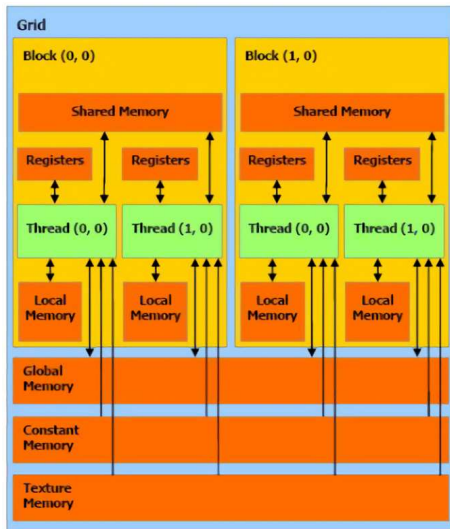 Grid
Block (0, 0)
Block (1, 0)
Shared Memory
Shared Memory
Registers
Registers
Registers
Registers
Thread (0, 0)
Thread (1, 0)
Thread (0, 0)
Thread (1, 0)
Local
Memory
Local
Memory
Local
Memory
Local
Memory
Global
Memory
Constant
Memory
Texture
Memory